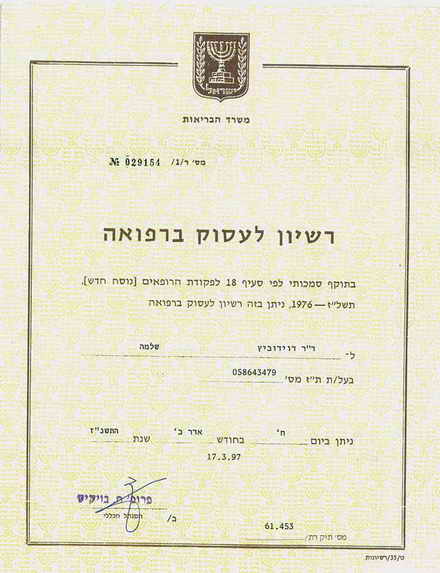 ישראל
משרד הבריאות
מס׳ ר/1/ № 029154
רשיון לעסוק ברפואה
בתוקף סמכותי לפי סעיף 18 לפקודת הרופאים [נוסח חדש],
תשל״ז — 1976, ניתן בזה רשיון לעסוק ברפואה
ל־ ד״ר דוידוביץ שלמה
בעל/ת ת״ז מס׳ 058643479
ניתן ביום ח׳ בחודש אדר ב׳ שנת התשנ״ז
17.3.97
פרופ׳ בויקיס
המנהל הכללי
ב/
61.453
מס׳ תיק רת/